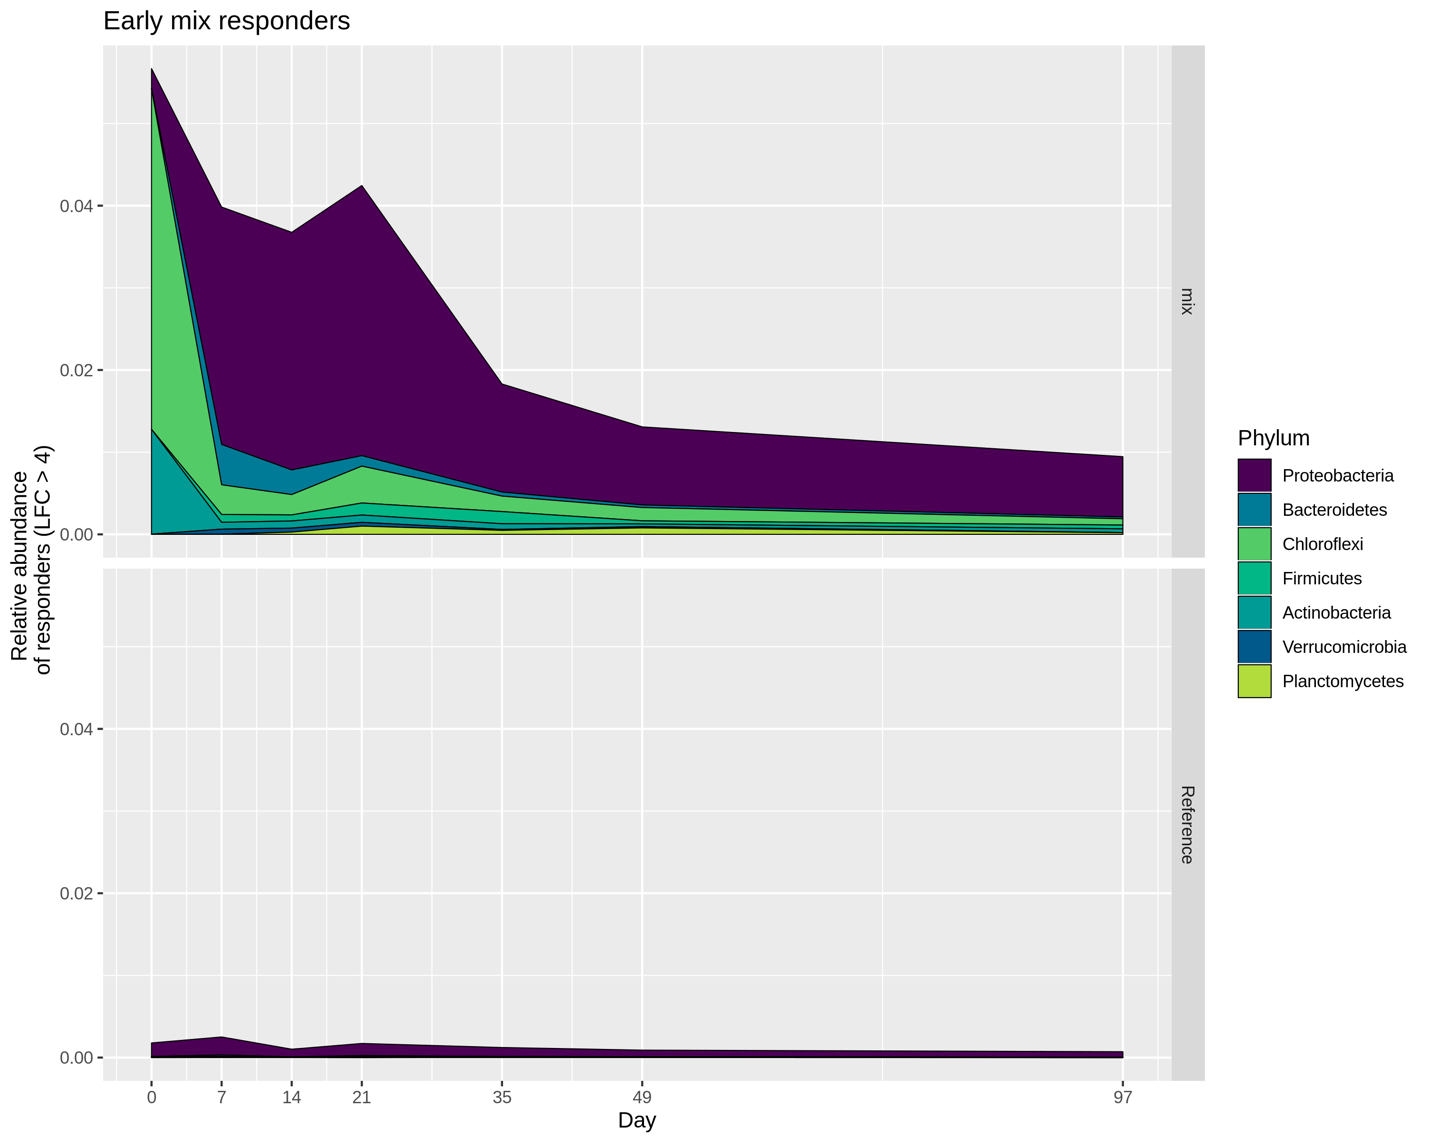 Early mix responders
Relative abundance
of responders (LFC > 4)
0.04
0.02
0.00
mix
0.04
0.02
0.00
Reference
0 7 14 21 35 49 97
Day
Phylum
Proteobacteria
Bacteroidetes
Chloroflexi
Firmicutes
Actinobacteria
Verrucomicrobia
Planctomycetes